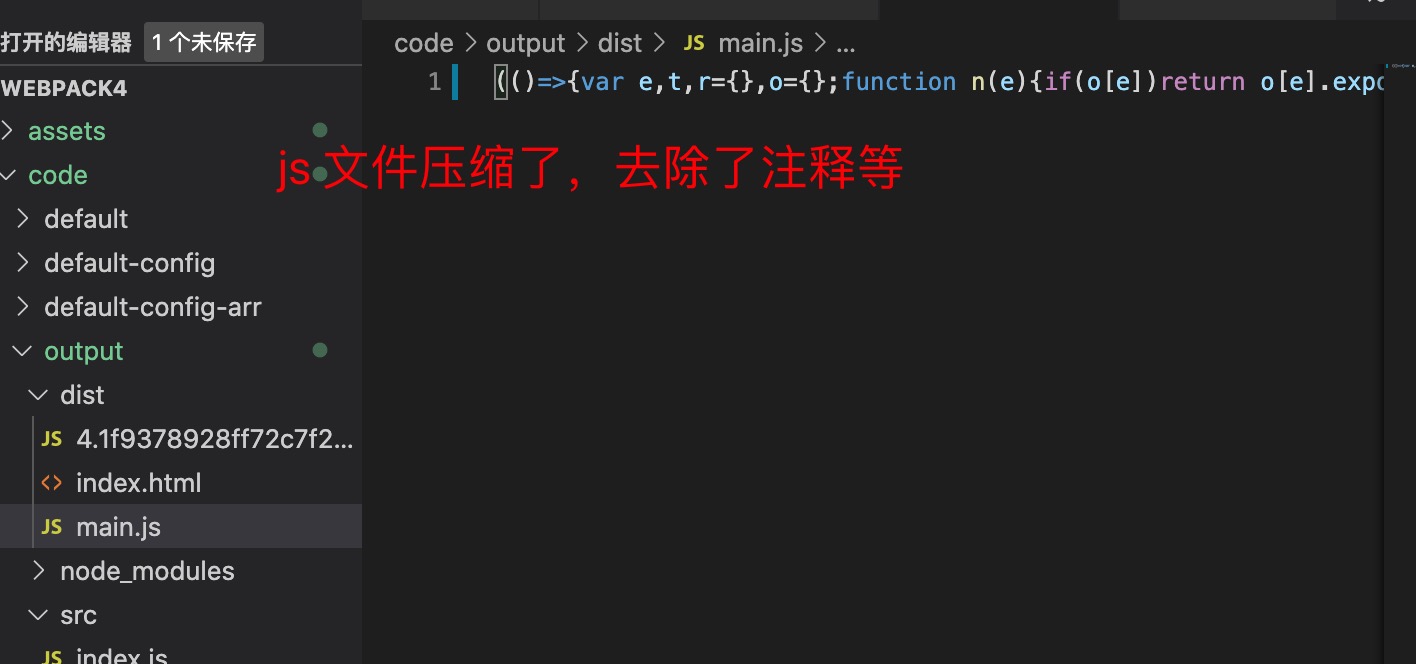 打开的编辑器 1 个未保存
WEBPACK4
assets
code
default
default-config
default-config-arr
output
dist
JS 4.1f9378928ff72c7f2...
<> index.html
JS main.js
node_modules
src
JS index.js
code > output > dist > JS main.js > ...
1 (()=>{var e,t,r={},o={};function n(e){if(o[e])return o[e].expo
js 文件压缩了，去除了注释等